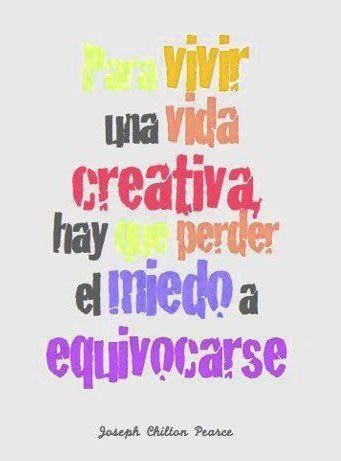 Para vivir
una vida
creativa,
hay que perder
el miedo a
equivocarse
Joseph Chilton Pearce